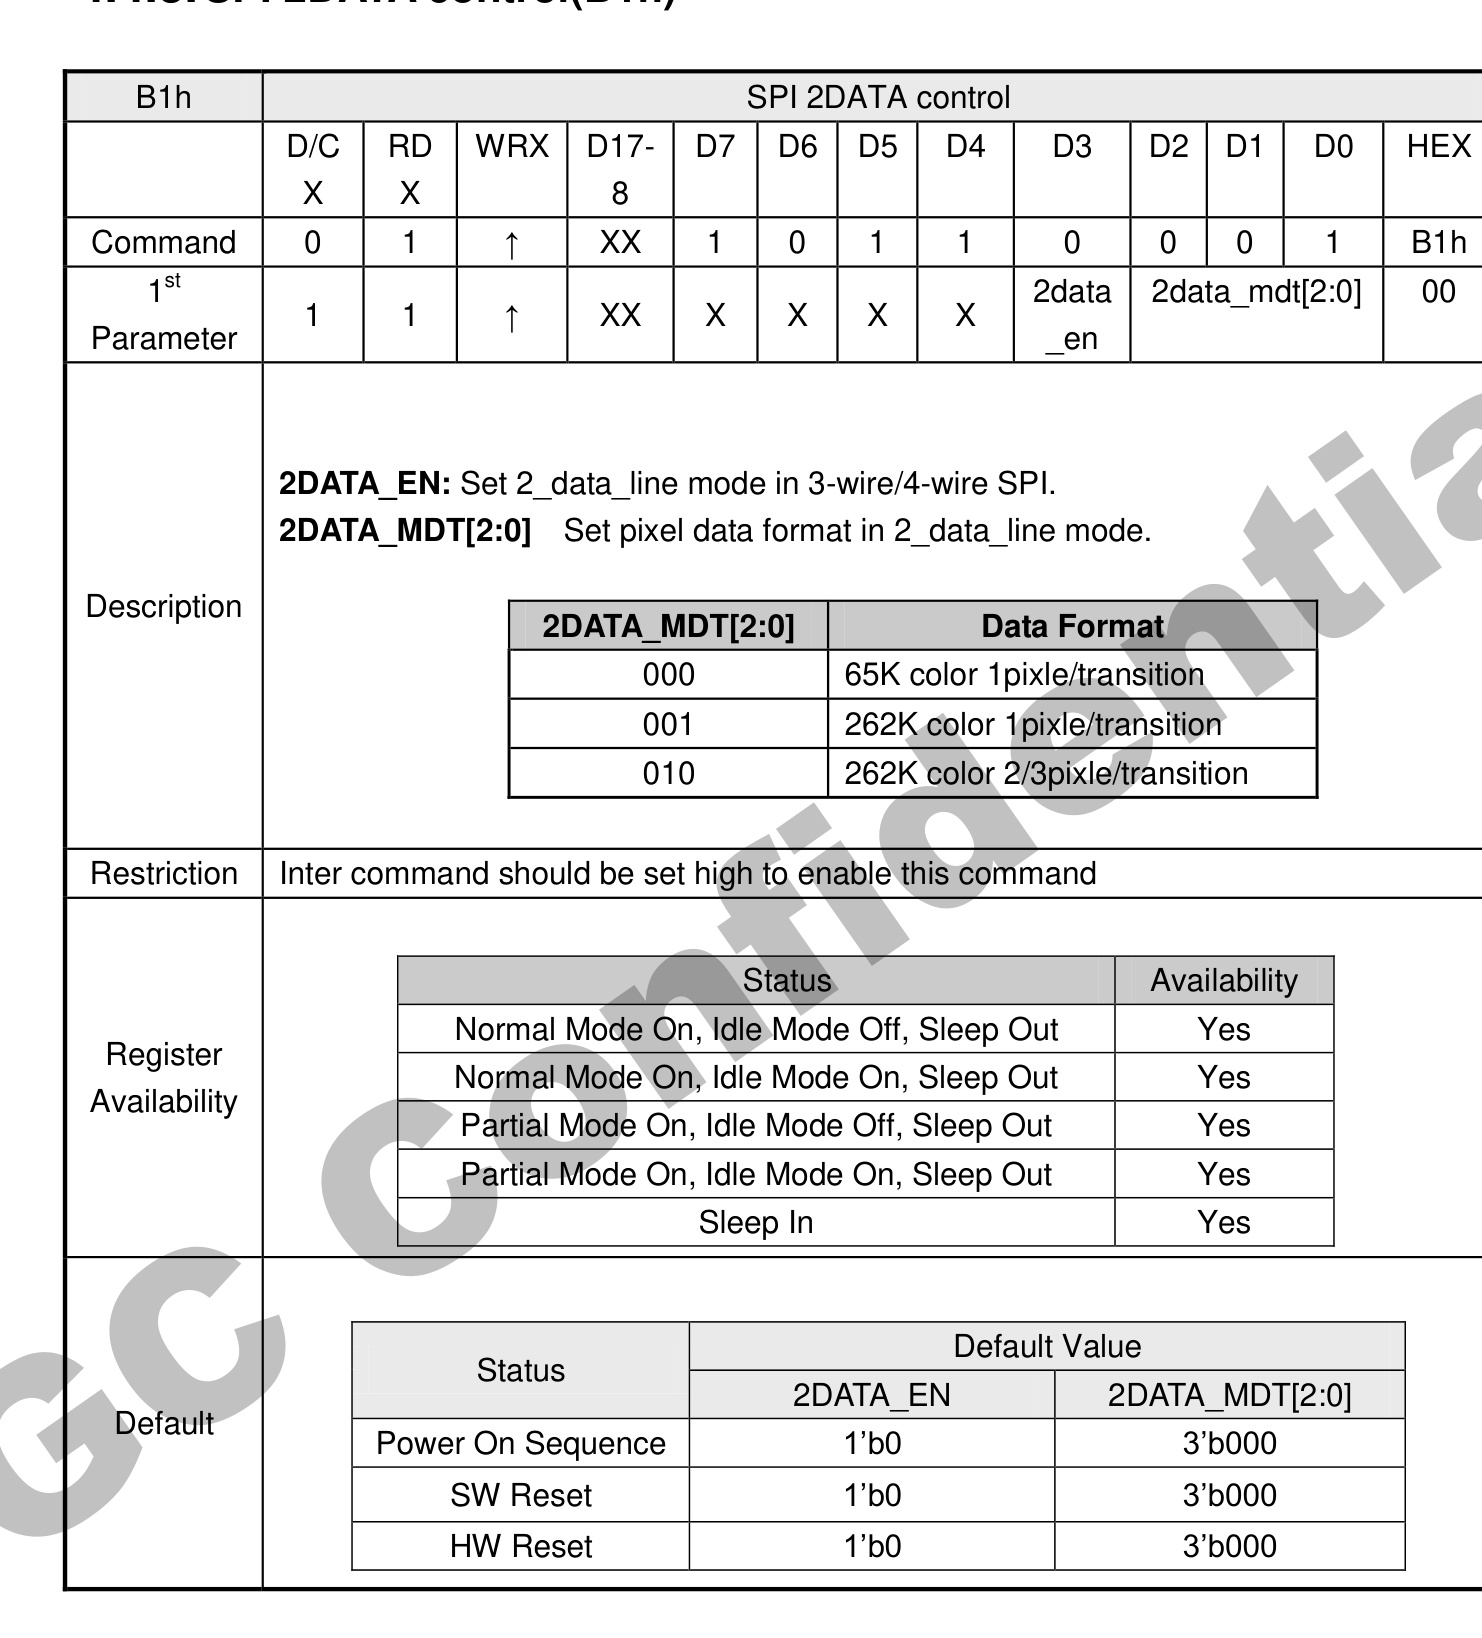 B1h SPI 2DATA control
D/C RD WRX D17- D7 D6 D5 D4 D3 D2 D1 D0 HEX
X X 8
Command 0 1 ↑ XX 1 0 1 1 0 0 0 1 B1h
1st 2data 2data_mdt[2:0] 00
1 1 ↑ XX X X X X
Parameter _en
Description
2DATA_EN: Set 2_data_line mode in 3-wire/4-wire SPI.
2DATA_MDT[2:0] Set pixel data format in 2_data_line mode.
2DATA_MDT[2:0] Data Format
000 65K color 1pixle/transition
001 262K color 1pixle/transition
010 262K color 2/3pixle/transition
Restriction Inter command should be set high to enable this command
Register
Availability
Status Availability
Normal Mode On, Idle Mode Off, Sleep Out Yes
Normal Mode On, Idle Mode On, Sleep Out Yes
Partial Mode On, Idle Mode Off, Sleep Out Yes
Partial Mode On, Idle Mode On, Sleep Out Yes
Sleep In Yes
Default
Status Default Value
2DATA_EN 2DATA_MDT[2:0]
Power On Sequence 1’b0 3’b000
SW Reset 1’b0 3’b000
HW Reset 1’b0 3’b000
GC Confidentia